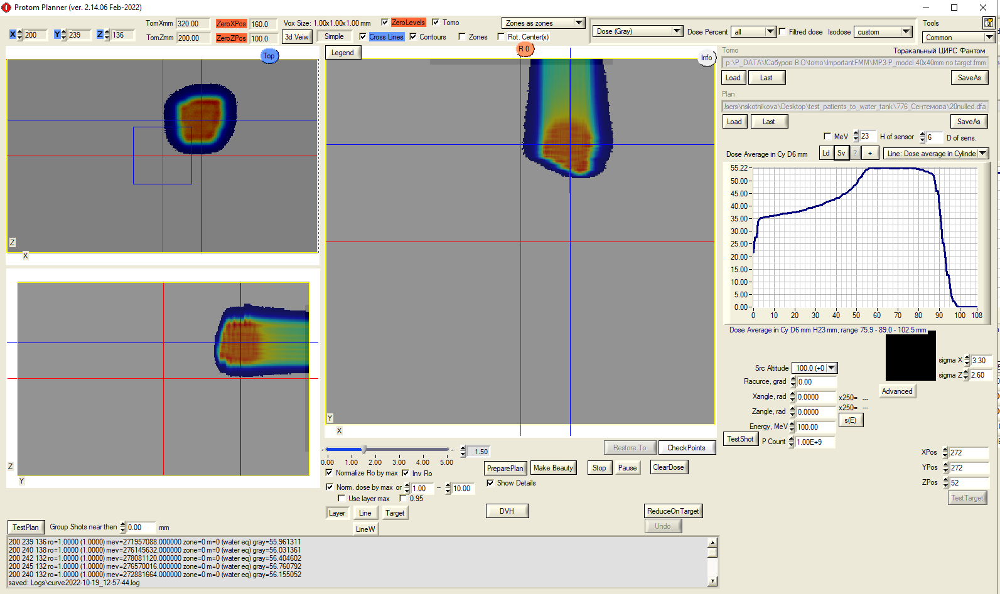 Protom Planner (ver. 2.14.06 Feb-2022)
X 200 Y 239 Z 136
TomXmm 320.00 ZeroXPos 160.0
TomZmm 200.00 ZeroZPos 100.0
Vox Size: 1.00x1.00x1.00 mm ZeroLevels Tomo
3d Veiw Simple Cross Lines Contours Zones Rot. Center(x)
Zones as zones
Dose (Gray) Dose Percent all Filtred dose Isodose custom
Tools
Common
Top
Legend
R 0
Info
Z
X
Z
Y
Y
X
Tomo Торакальный ЦИРС Фантом
p:\P_DATA\!Сабуров В.О\tomo\ImportantFMM\MP3-P_model 40x40mm no target.fmm
Load Last SaveAs
Plan
Jsers\nskotnikova\Desktop\test_patients_to_water_tank\776_Сентемова\20nulled.dfa
Load Last SaveAs
MeV 23 H of sensor 6 D of sens.
Dose Average in Cy D6 mm Ld Sv ? + Line: Dose average in Cylinde
55.22
50.00
45.00
40.00
35.00
30.00
25.00
20.00
15.00
10.00
5.00
0.00
0 10 20 30 40 50 60 70 80 90 100 108
Dose Average in Cy D6 mm H23 mm, range 75.9 - 89.0 - 102.5 mm
sigma X 3.30
sigma Z 2.60
Advanced
Src Altitude 100.0 (+0
Racurce, grad 0.00
Xangle, rad 0.0000 x250= ---
Zangle, rad 0.0000 x250= ---
s(E)
Energy, MeV 100.00
TestShot P Count 1.00E+9
XPos 272
YPos 272
ZPos 52
TestTarget
0.00 1.00 2.00 3.00 4.00 5.00
1.50
Restore To CheckPoints
Normalize Ro by max Inv Ro
PreparePlan Make Beauty Stop Pause ClearDose
Show Details
Norm. dose by max or 1.00 -- 10.00
Use layer max 0.95
Layer Line Target
LineW
DVH
ReduceOnTarget
Undo
TestPlan Group Shots near then 0.00 mm
200 239 136 ro=1.0000 (1.0000) mev=271957088.000000 zone=0 m=0 (water eq) gray=55.961311
200 240 138 ro=1.0000 (1.0000) mev=276145632.000000 zone=0 m=0 (water eq) gray=56.031361
200 242 132 ro=1.0000 (1.0000) mev=278081120.000000 zone=0 m=0 (water eq) gray=56.404602
200 245 132 ro=1.0000 (1.0000) mev=276570016.000000 zone=0 m=0 (water eq) gray=56.760792
200 240 132 ro=1.0000 (1.0000) mev=272881664.000000 zone=0 m=0 (water eq) gray=56.155052
saved: Logs\curve2022-10-19_12-57-44.log